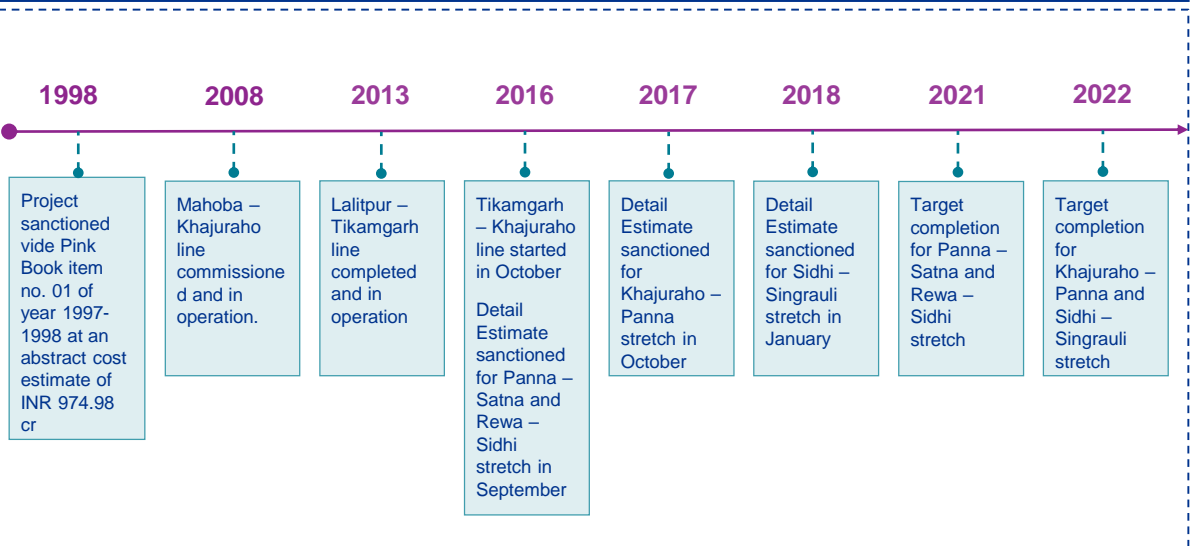 1998
2008
2013
2016
2017
2018
2021
2022
Project
sanctioned
vide Pink
Book item
no. 01 of
year 1997-
1998 at an
abstract cost
estimate of
INR 974.98
cr
Mahoba –
Khajuraho
line
commissione
d and in
operation.
Lalitpur –
Tikamgarh
line
completed
and in
operation
Tikamgarh
– Khajuraho
line started
in October
Detail
Estimate
sanctioned
for Panna –
Satna and
Rewa –
Sidhi
stretch in
September
Detail
Estimate
sanctioned
for
Khajuraho –
Panna
stretch in
October
Detail
Estimate
sanctioned
for Sidhi –
Singrauli
stretch in
January
Target
completion
for Panna –
Satna and
Rewa –
Sidhi
stretch
Target
completion
for
Khajuraho –
Panna and
Sidhi –
Singrauli
stretch